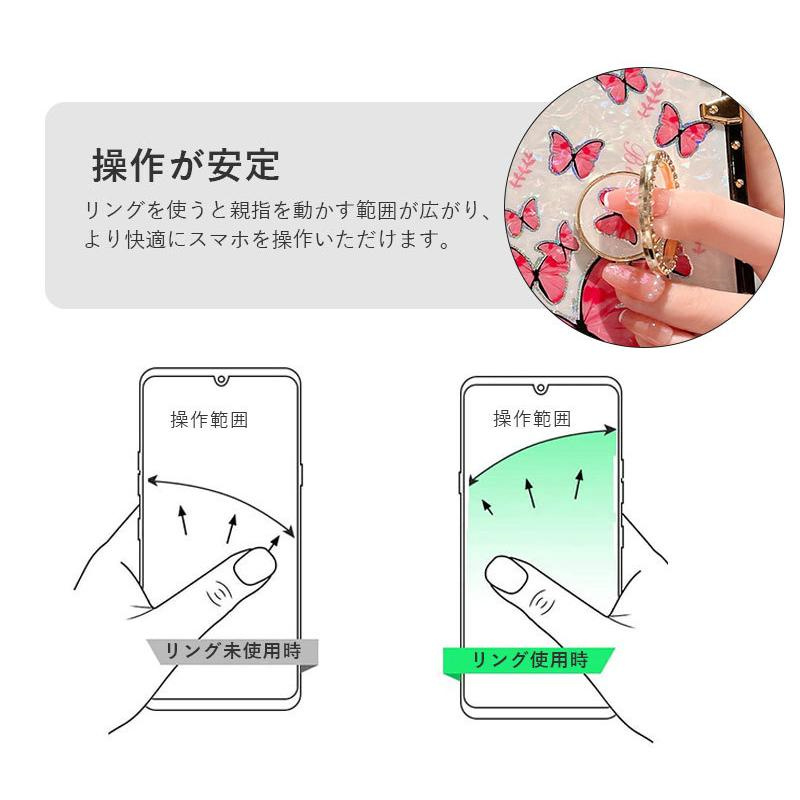 操作が安定
リングを使うと親指を動かす範囲が広がり、
より快適にスマホを操作いただけます。
操作範囲
操作範囲
リング未使用時
リング使用時